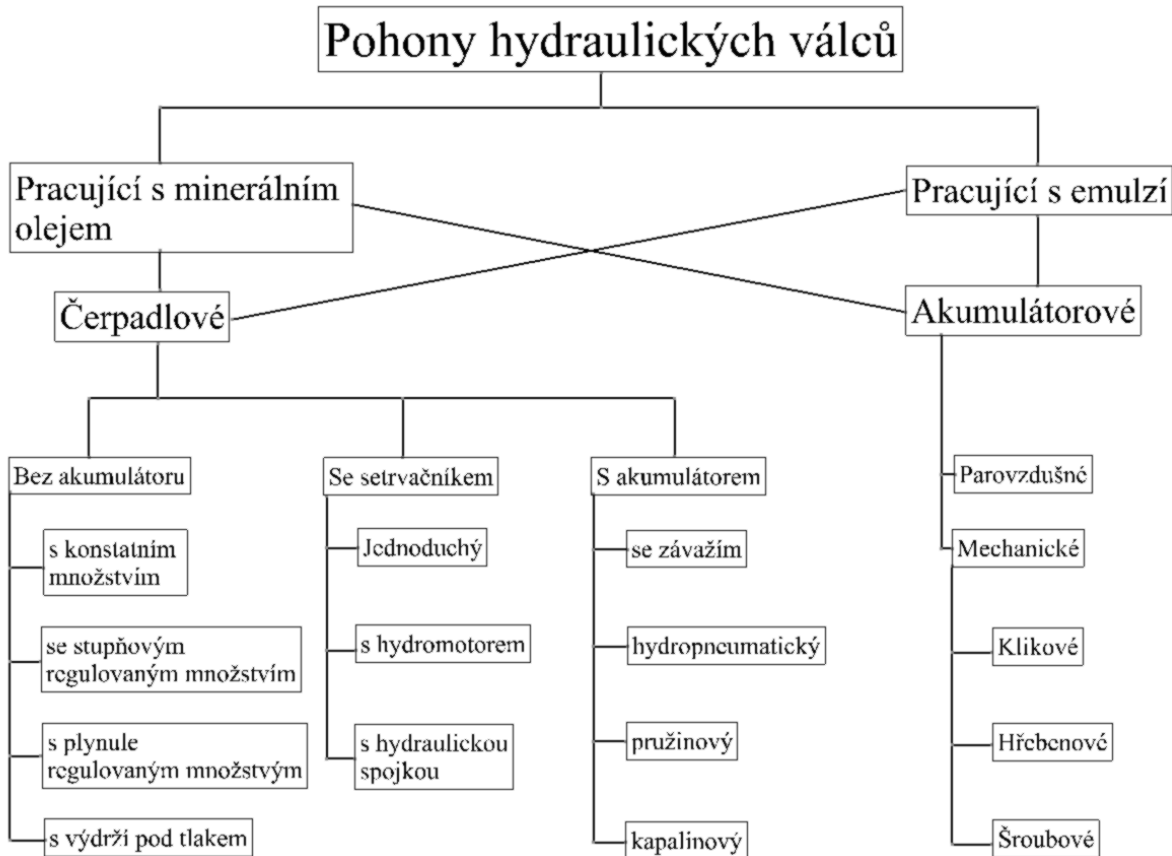 Pohony hydraulických válců
Pracující s minerálním
olejem
Pracující s emulzí
Čerpadlové
Akumulátorové
Bez akumulátoru
s konstatním
množstvím
se stupňovým
regulovaným množstvím
s plynule
regulovaným množstvým
s výdrží pod tlakem
Se setrvačníkem
Jednoduchý
s hydromotorem
s hydraulickou
spojkou
S akumulátorem
se závažím
hydropneumatický
pružinový
kapalinový
Parovzdušné
Mechanické
Klikové
Hřebenové
Šroubové